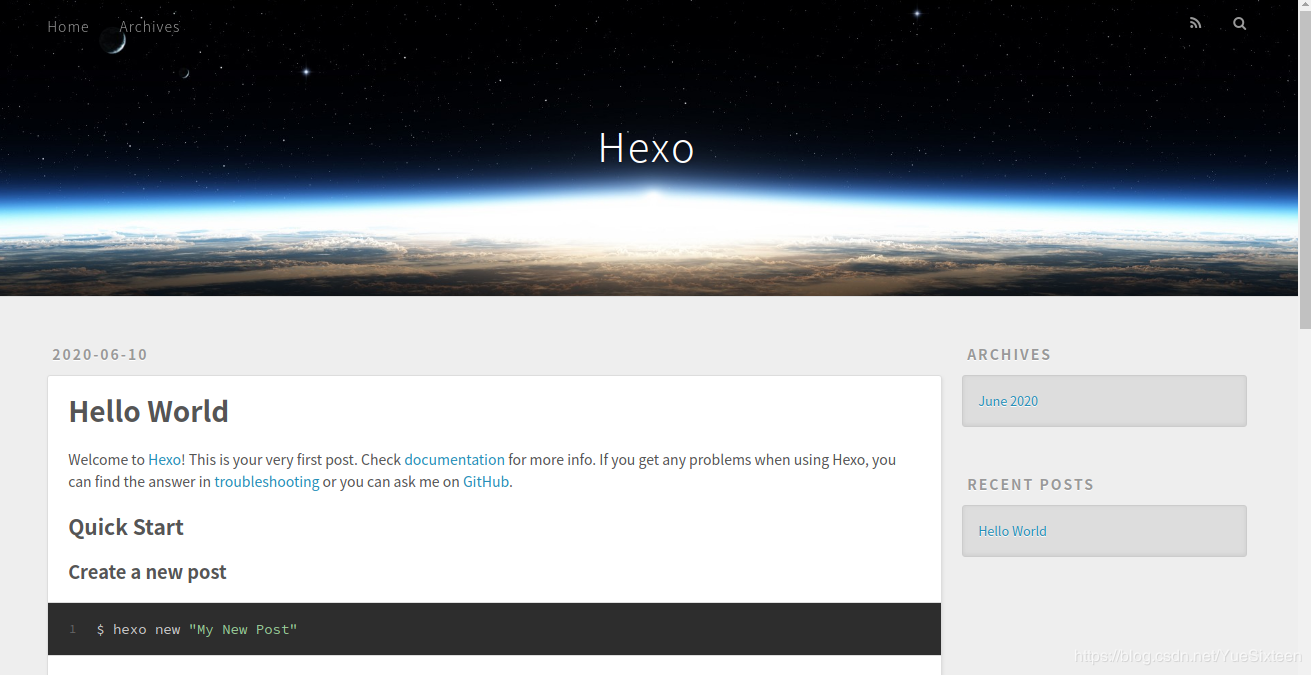 Home Archives
Hexo
2020-06-10
Hello World
Welcome to Hexo! This is your very first post. Check documentation for more info. If you get any problems when using Hexo, you
can find the answer in troubleshooting or you can ask me on GitHub.
Quick Start
Create a new post
1 $ hexo new "My New Post"
ARCHIVES
June 2020
RECENT POSTS
Hello World
https://blog.csdn.net/YueSixteen